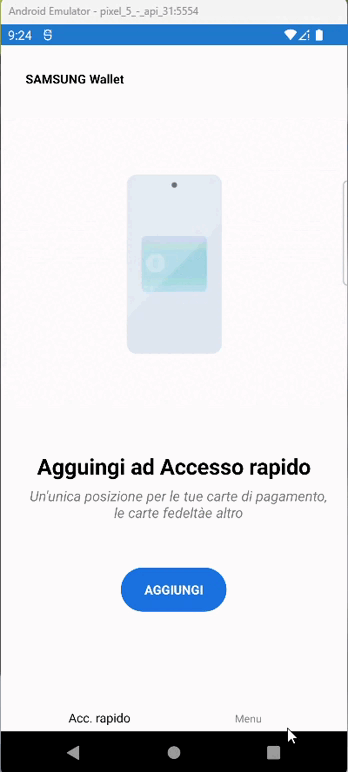 Android Emulator - pixel_5_-_api_31:5554
9:24
SAMSUNG Wallet
Agguingi ad Accesso rapido
Un'unica posizione per le tue carte di pagamento,
le carte fedeltàe altro
AGGIUNGI
Acc. rapido
Menu